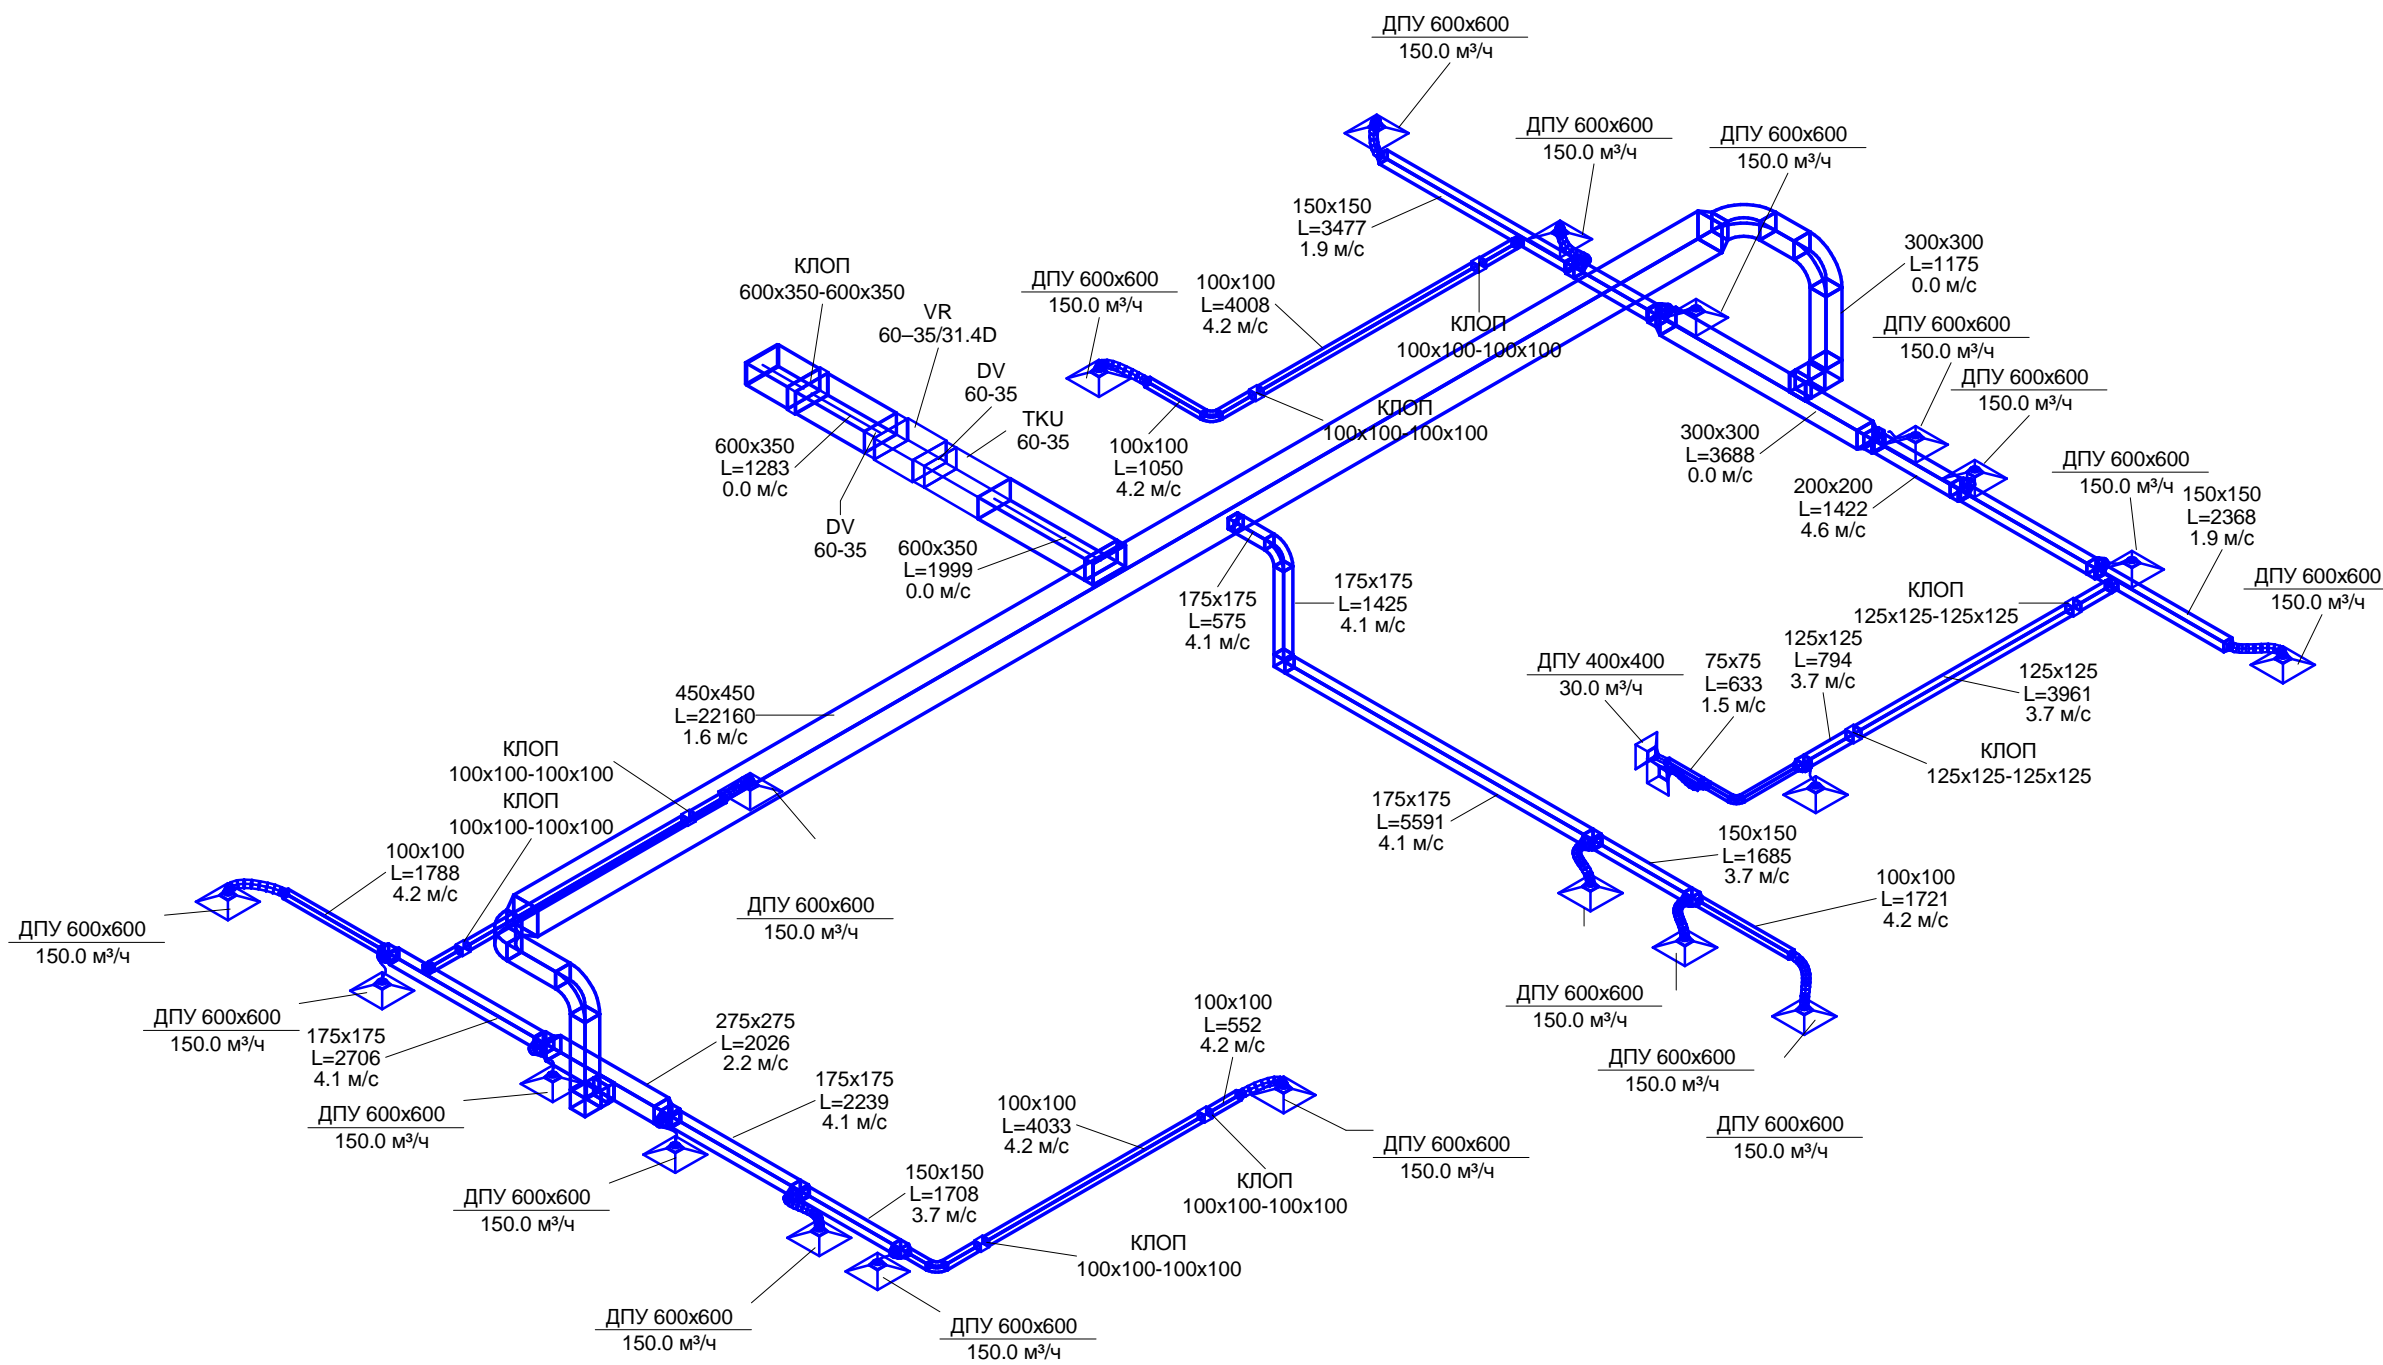 ДПУ 600x600
150.0 м³/ч
ДПУ 600x600
150.0 м³/ч
ДПУ 600x600
150.0 м³/ч
150x150
L=3477
1.9 м/с
300x300
L=1175
0.0 м/с
КЛОП
600x350-600x350
VR
60–35/31.4D
ДПУ 600x600
150.0 м³/ч
100x100
L=4008
4.2 м/с
КЛОП
100x100-100x100
ДПУ 600x600
150.0 м³/ч
DV
60-35
TKU
60-35
ДПУ 600x600
150.0 м³/ч
КЛОП
100x100-100x100
600x350
L=1283
0.0 м/с
100x100
L=1050
4.2 м/с
300x300
L=3688
0.0 м/с
200x200
L=1422
4.6 м/с
ДПУ 600x600
150.0 м³/ч
150x150
L=2368
1.9 м/с
DV
60-35
600x350
L=1999
0.0 м/с
175x175
L=575
4.1 м/с
175x175
L=1425
4.1 м/с
КЛОП
125x125-125x125
ДПУ 600x600
150.0 м³/ч
ДПУ 400x400
30.0 м³/ч
75x75
L=633
1.5 м/с
125x125
L=794
3.7 м/с
125x125
L=3961
3.7 м/с
КЛОП
125x125-125x125
450x450
L=22160
1.6 м/с
КЛОП
100x100-100x100
КЛОП
100x100-100x100
175x175
L=5591
4.1 м/с
150x150
L=1685
3.7 м/с
100x100
L=1721
4.2 м/с
100x100
L=1788
4.2 м/с
ДПУ 600x600
150.0 м³/ч
ДПУ 600x600
150.0 м³/ч
ДПУ 600x600
150.0 м³/ч
175x175
L=2706
4.1 м/с
275x275
L=2026
2.2 м/с
100x100
L=552
4.2 м/с
ДПУ 600x600
150.0 м³/ч
ДПУ 600x600
150.0 м³/ч
ДПУ 600x600
150.0 м³/ч
ДПУ 600x600
150.0 м³/ч
175x175
L=2239
4.1 м/с
100x100
L=4033
4.2 м/с
ДПУ 600x600
150.0 м³/ч
ДПУ 600x600
150.0 м³/ч
150x150
L=1708
3.7 м/с
КЛОП
100x100-100x100
КЛОП
100x100-100x100
ДПУ 600x600
150.0 м³/ч
ДПУ 600x600
150.0 м³/ч